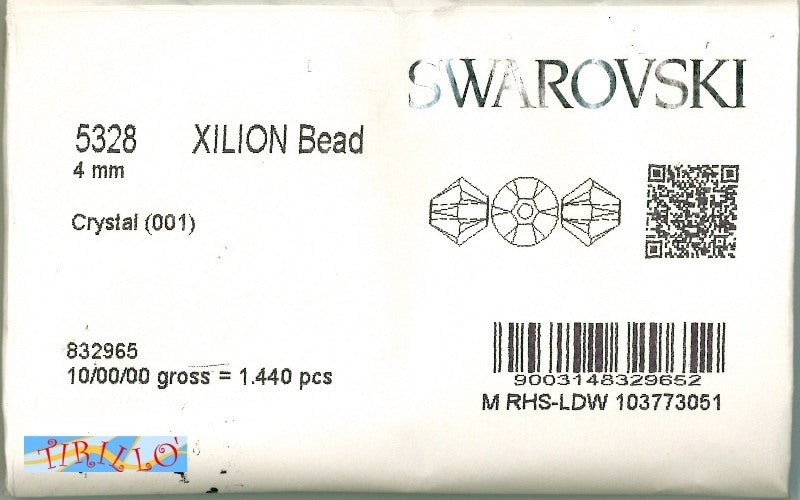 SWAROVSKI
5328 XILION Bead
4 mm
Crystal (001)
832965
10/00/00 gross = 1.440 pcs
9003148329652
M RHS-LDW 103773051
TIRILLO'